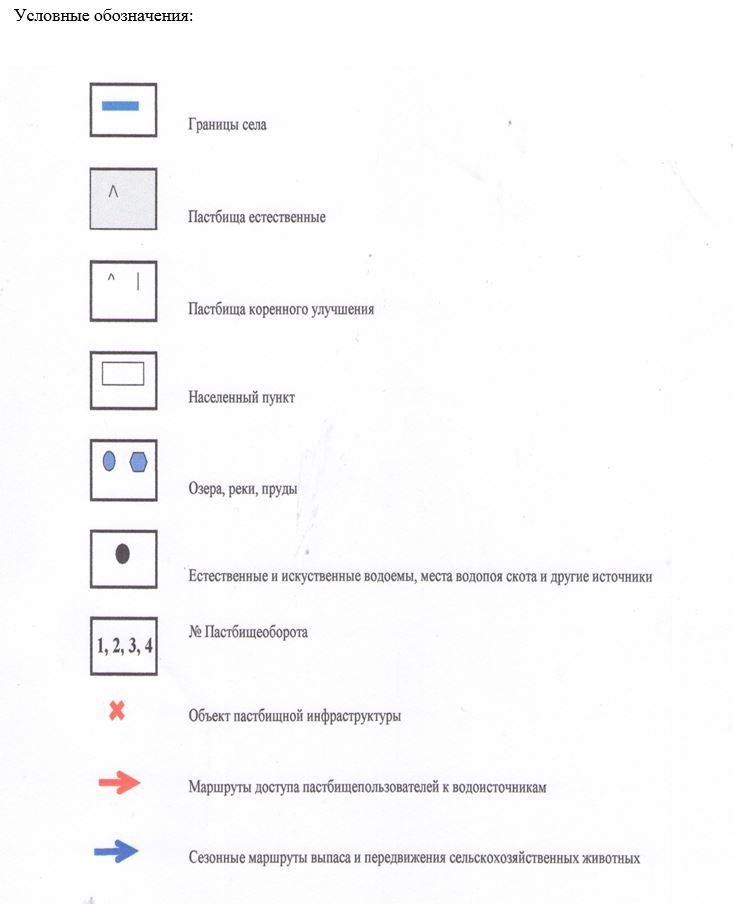 Условные обозначения:
Границы села
Пастбища естественные
Пастбища коренного улучшения
Населенный пункт
Озера, реки, пруды
Естественные и искуственные водоемы, места водопоя скота и другие источники
1, 2, 3, 4
№ Пастбищеоборота
Объект пастбищной инфраструктуры
Маршруты доступа пастбищепользователей к водоисточникам
Сезонные маршруты выпаса и передвижения сельскохозяйственных животных